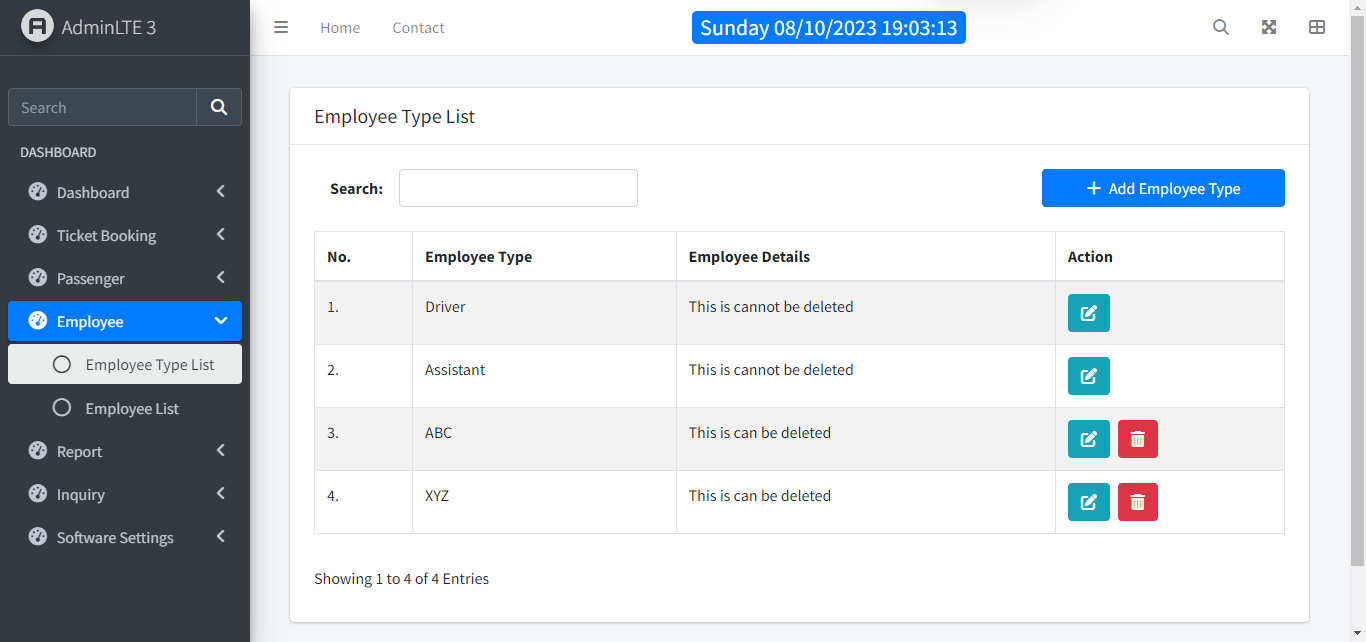 AdminLTE 3
Home Contact Sunday 08/10/2023 19:03:13
Search
DASHBOARD
Dashboard
Ticket Booking
Passenger
Employee
Employee Type List
Employee List
Report
Inquiry
Software Settings
Employee Type List
Search: Add Employee Type
No. Employee Type Employee Details Action
1. Driver This is cannot be deleted
2. Assistant This is cannot be deleted
3. ABC This is can be deleted
4. XYZ This is can be deleted
Showing 1 to 4 of 4 Entries